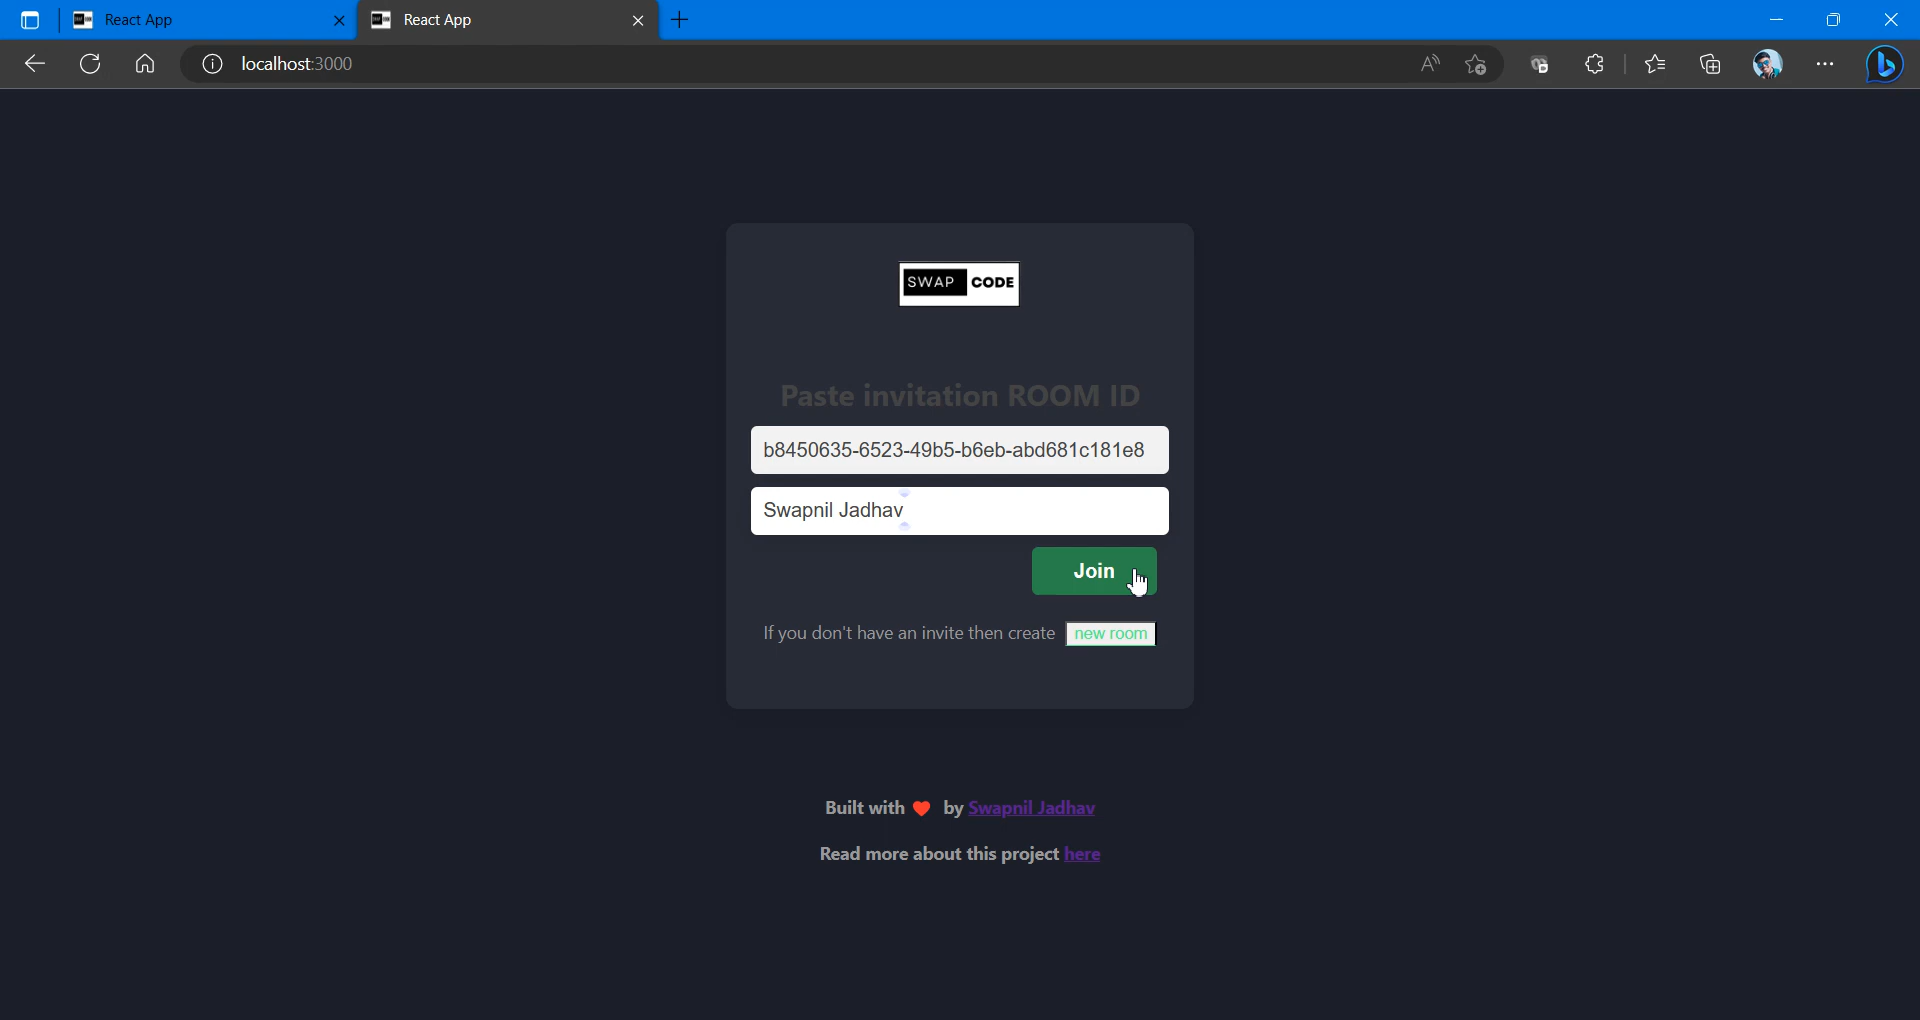 React App
React App
localhost:3000
SWAP CODE
Paste invitation ROOM ID
b8450635-6523-49b5-b6eb-abd681c181e8
Swapnil Jadhav
Join
If you don't have an invite then create new room
Built with ❤ by Swapnil Jadhav
Read more about this project here